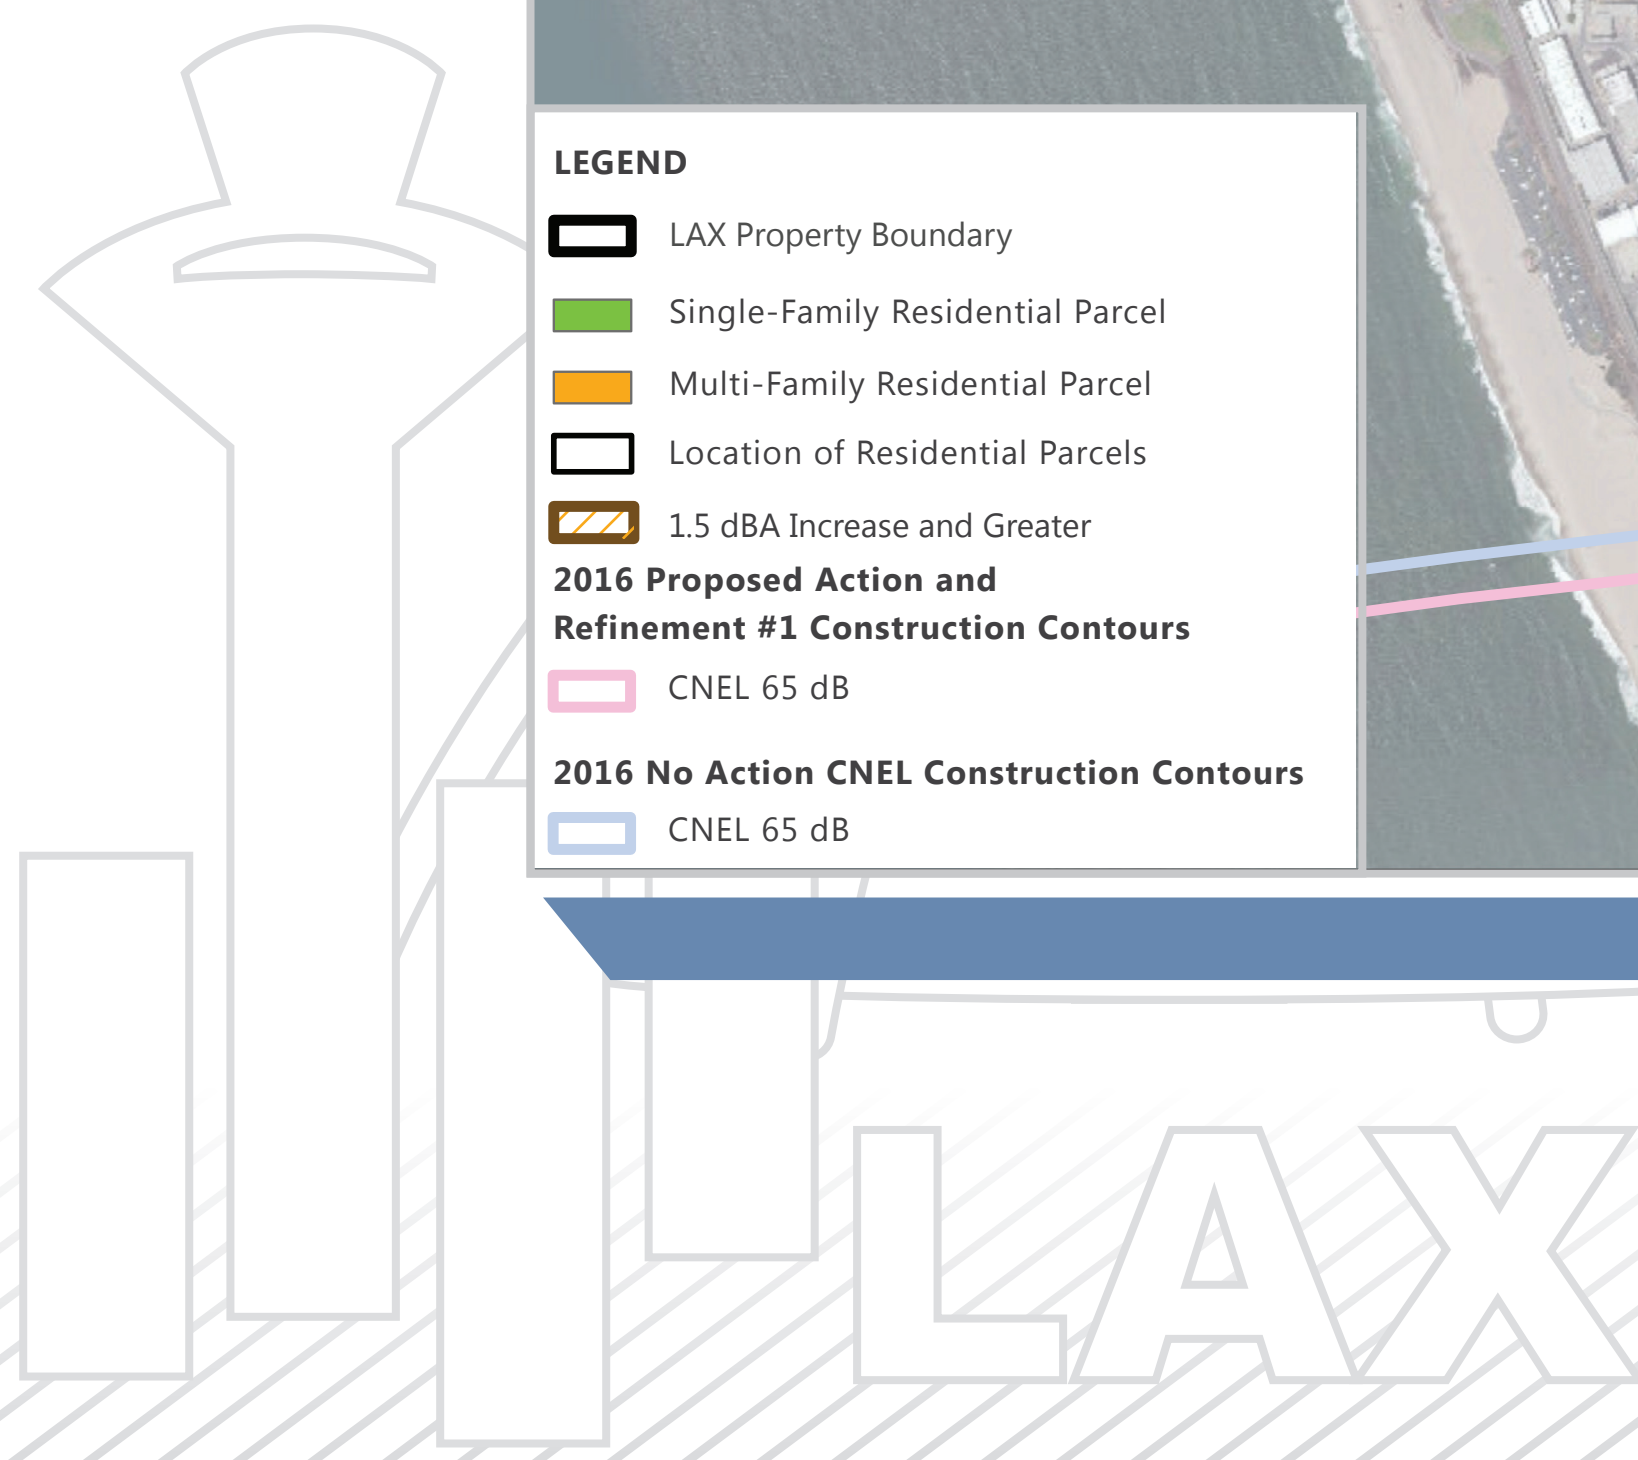 LEGEND
LAX Property Boundary
Single-Family Residential Parcel
Multi-Family Residential Parcel
Location of Residential Parcels
1.5 dBA Increase and Greater
2016 Proposed Action and
Refinement #1 Construction Contours
CNEL 65 dB
2016 No Action CNEL Construction Contours
CNEL 65 dB
LAX